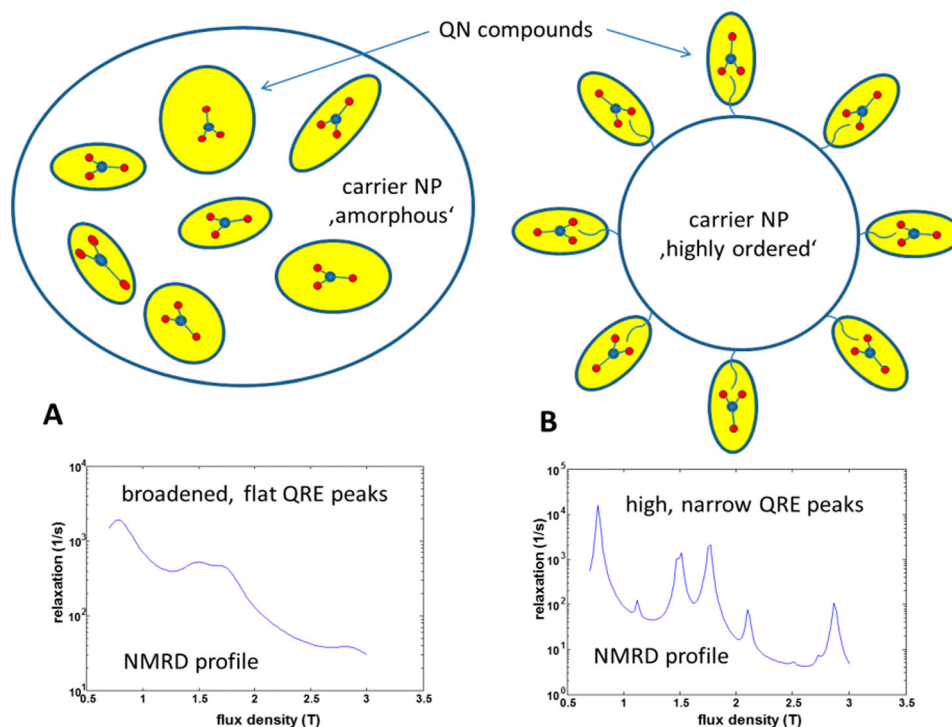 QN compounds
carrier NP
‚amorphous‘
carrier NP
‚highly ordered‘
A
B
broadened, flat QRE peaks
NMRD profile
relaxation (1/s)
10⁴
10³
10²
10¹
0.5 1 1.5 2 2.5 3 3.5
flux density (T)
high, narrow QRE peaks
NMRD profile
relaxation (1/s)
10⁵
10⁴
10³
10²
10¹
10⁰
0.5 1 1.5 2 2.5 3 3.5
flux density (T)